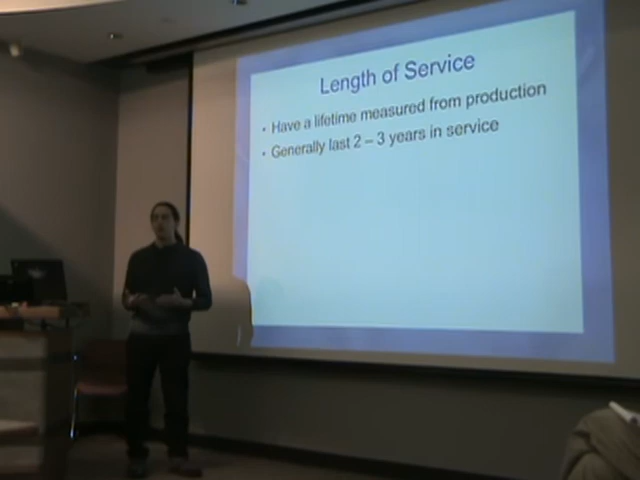 Length of Service
• Have a lifetime measured from production
• Generally last 2 – 3 years in service